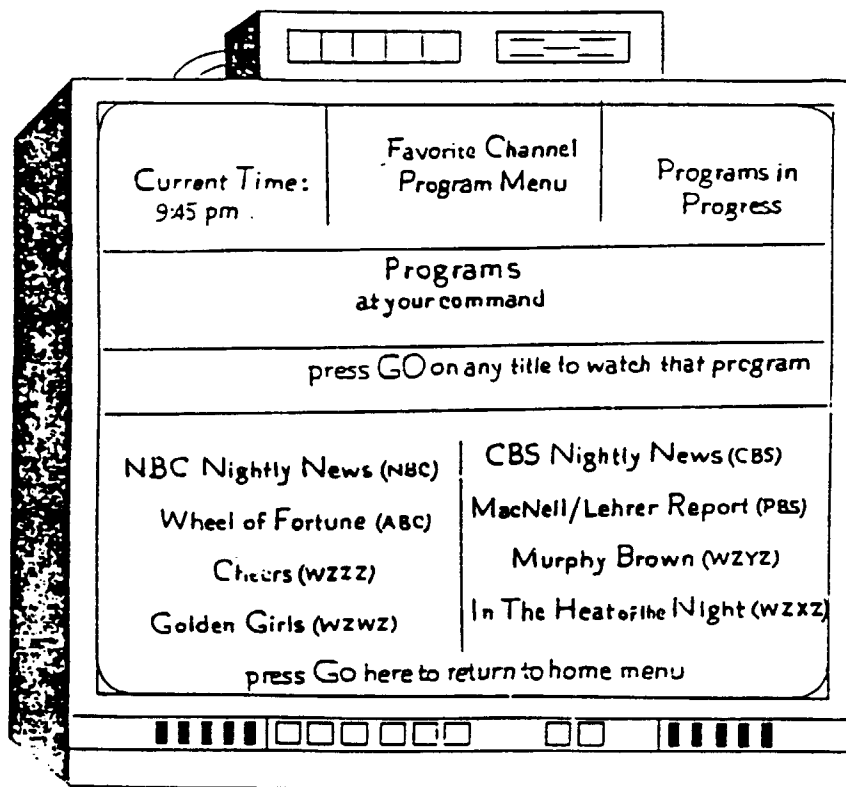 Current Time:
9:45 pm
Favorite Channel
Program Menu
Programs in
Progress
Programs
at your command
press GO on any title to watch that program
NBC Nightly News (NBC)
Wheel of Fortune (ABC)
Cheers (WZZZ)
Golden Girls (WZWZ)
CBS Nightly News (CBS)
MacNeil/Lehrer Report (PBS)
Murphy Brown (WZYZ)
In The Heat of the Night (WZXZ)
press Go here to return to home menu